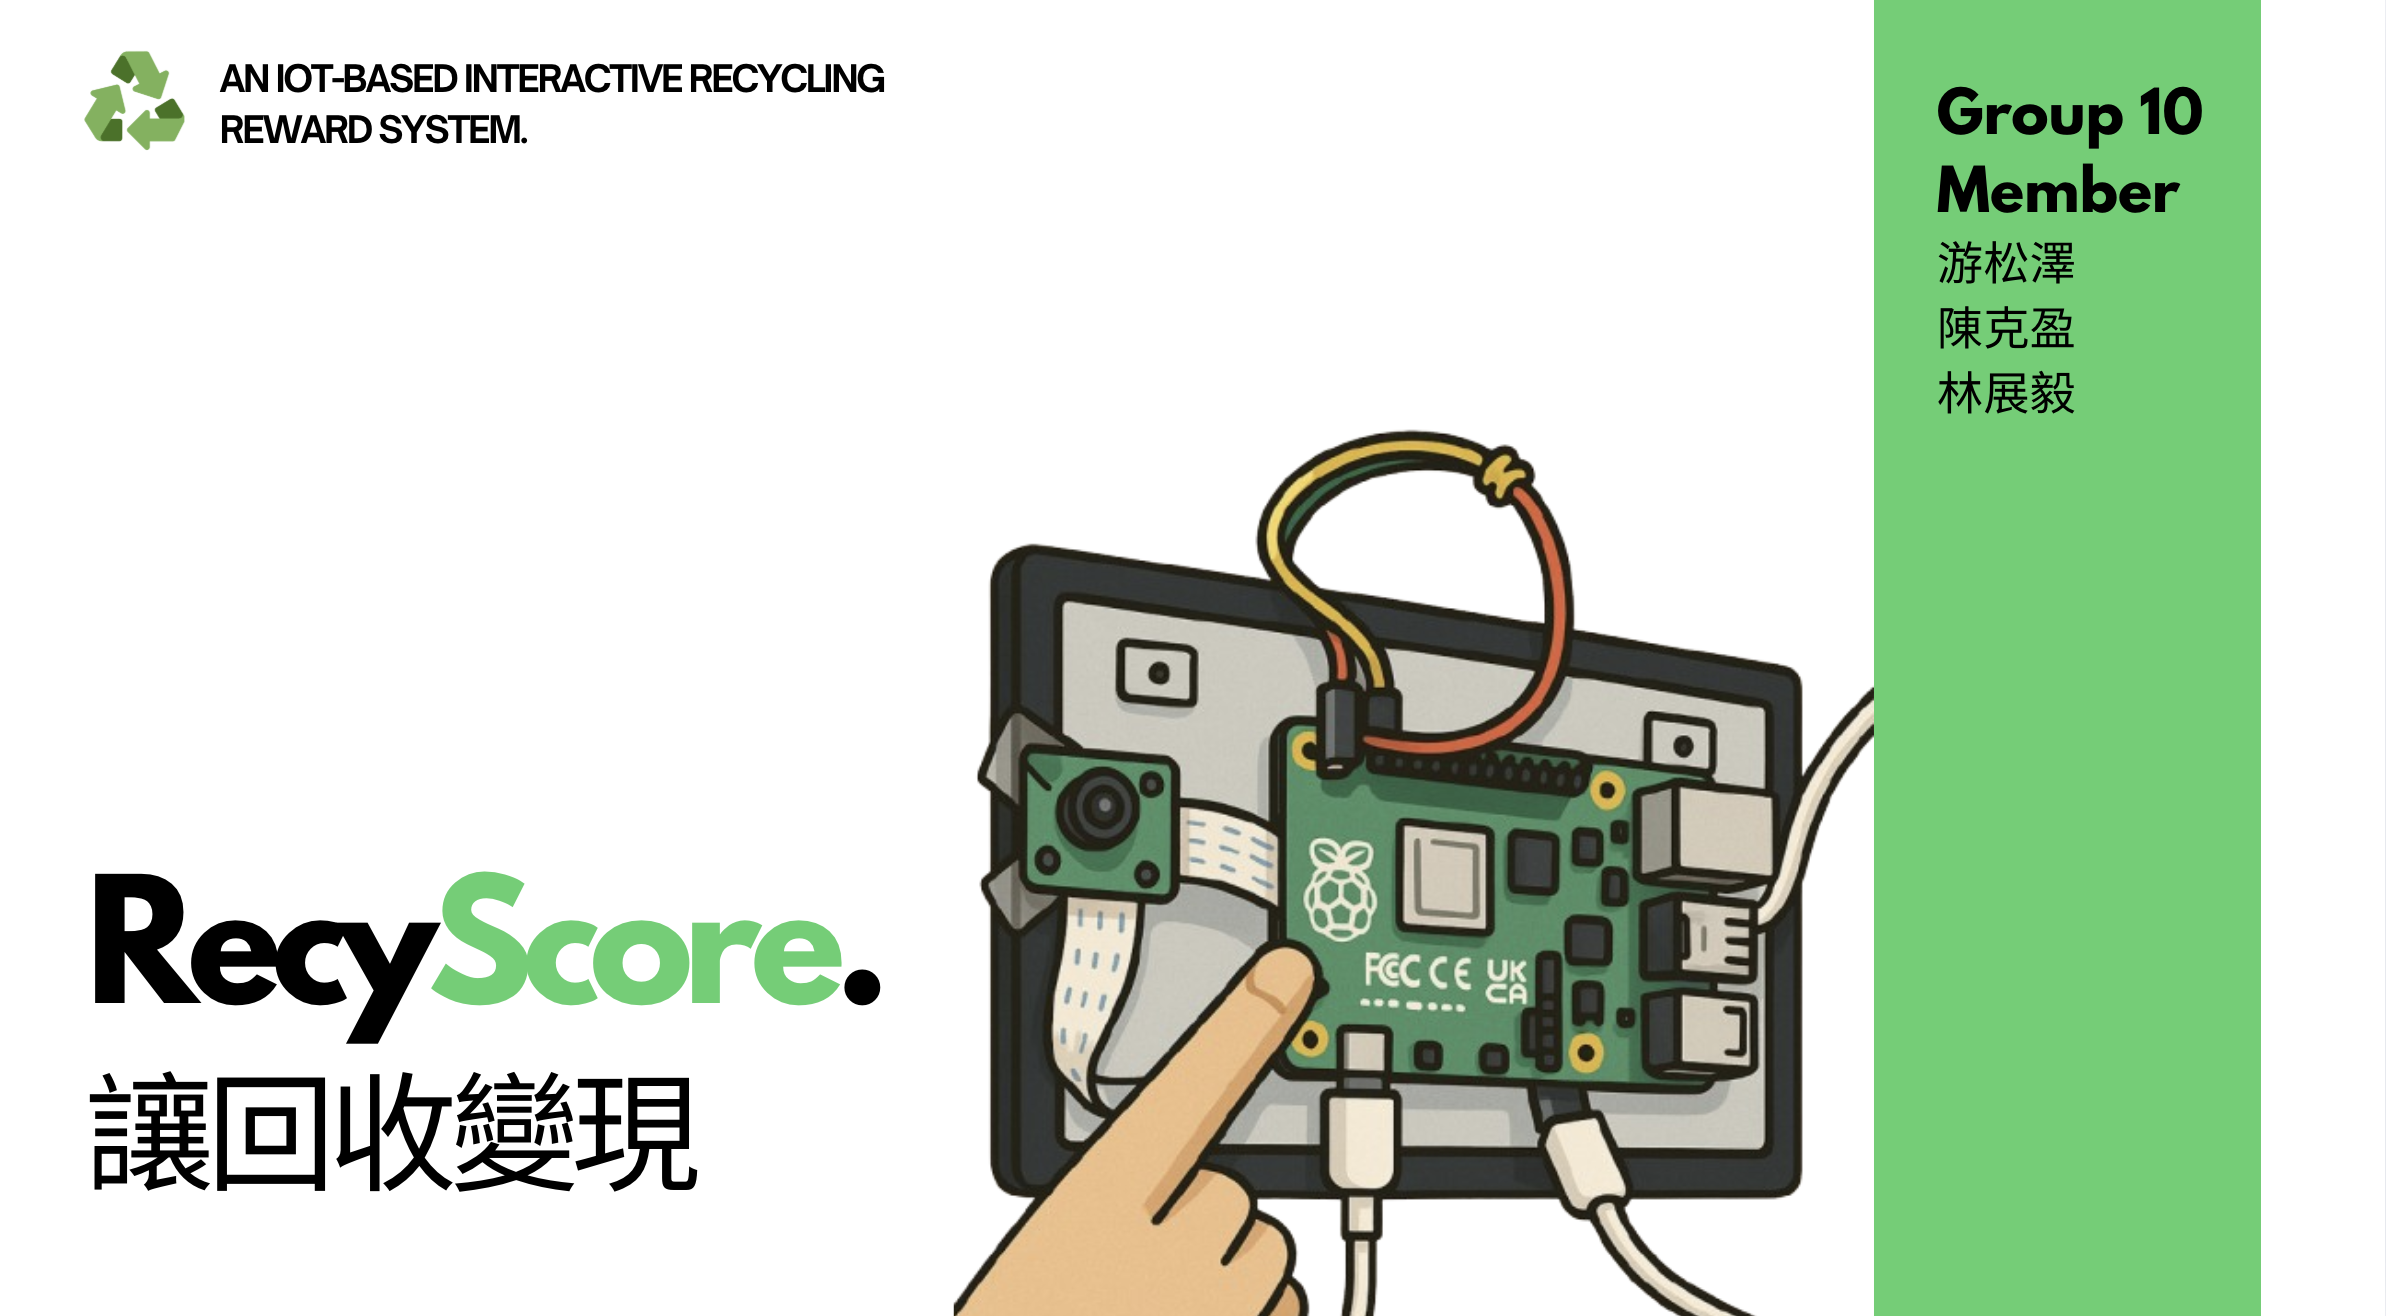 AN IOT-BASED INTERACTIVE RECYCLING
REWARD SYSTEM.
Group 10
Member
游松澤
陳克盈
林展毅
RecyScore.
讓回收變現
FCC CE UK
CA